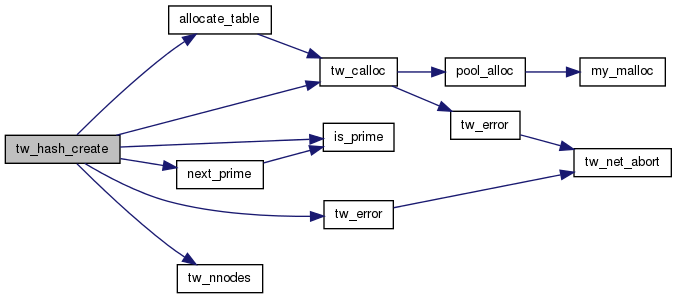 allocate_table
tw_calloc
pool_alloc
my_malloc
tw_error
is_prime
tw_hash_create
next_prime
tw_net_abort
tw_error
tw_nnodes